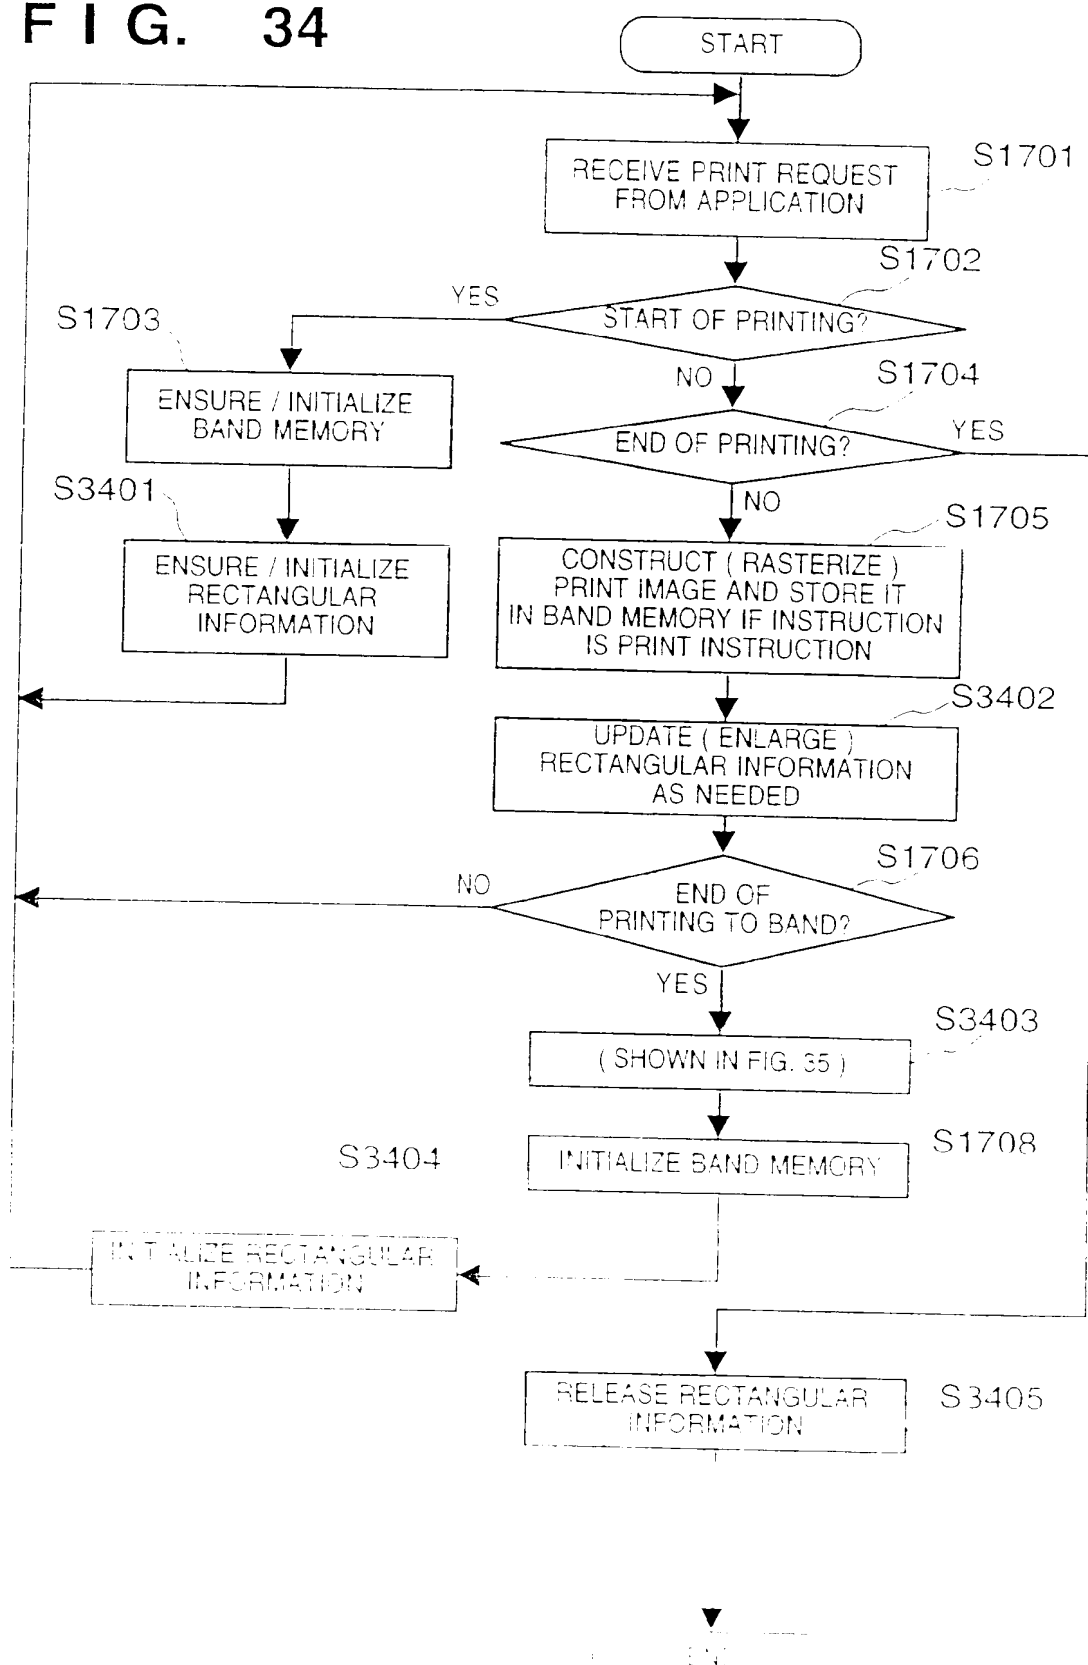 FIG. 34
START
S1701
RECEIVE PRINT REQUEST
FROM APPLICATION
S1702
YES
START OF PRINTING?
S1703
NO
S1704
ENSURE / INITIALIZE
BAND MEMORY
END OF PRINTING?
YES
S3401
NO
S1705
ENSURE / INITIALIZE
RECTANGULAR
INFORMATION
CONSTRUCT ( RASTERIZE )
PRINT IMAGE AND STORE IT
IN BAND MEMORY IF INSTRUCTION
IS PRINT INSTRUCTION
S3402
UPDATE ( ENLARGE )
RECTANGULAR INFORMATION
AS NEEDED
S1706
NO
END OF
PRINTING TO BAND?
YES
S3403
( SHOWN IN FIG. 35 )
S3404
S1708
INITIALIZE BAND MEMORY
INITIALIZE RECTANGULAR
INFORMATION
RELEASE RECTANGULAR
INFORMATION
S3405